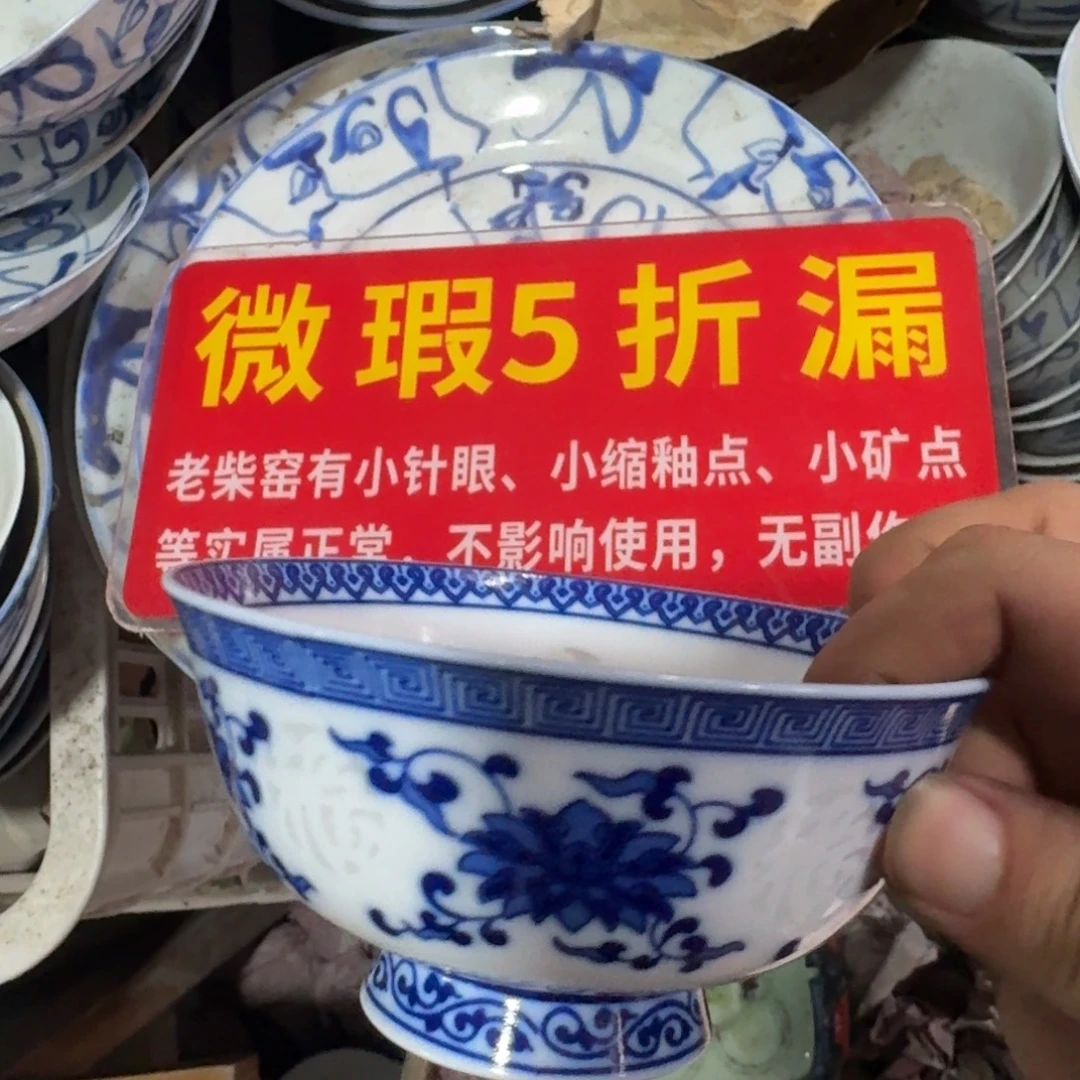 微瑕5折漏
老柴窑有小针眼、小缩釉点、小矿点
等实属正常，不影响使用，无副作